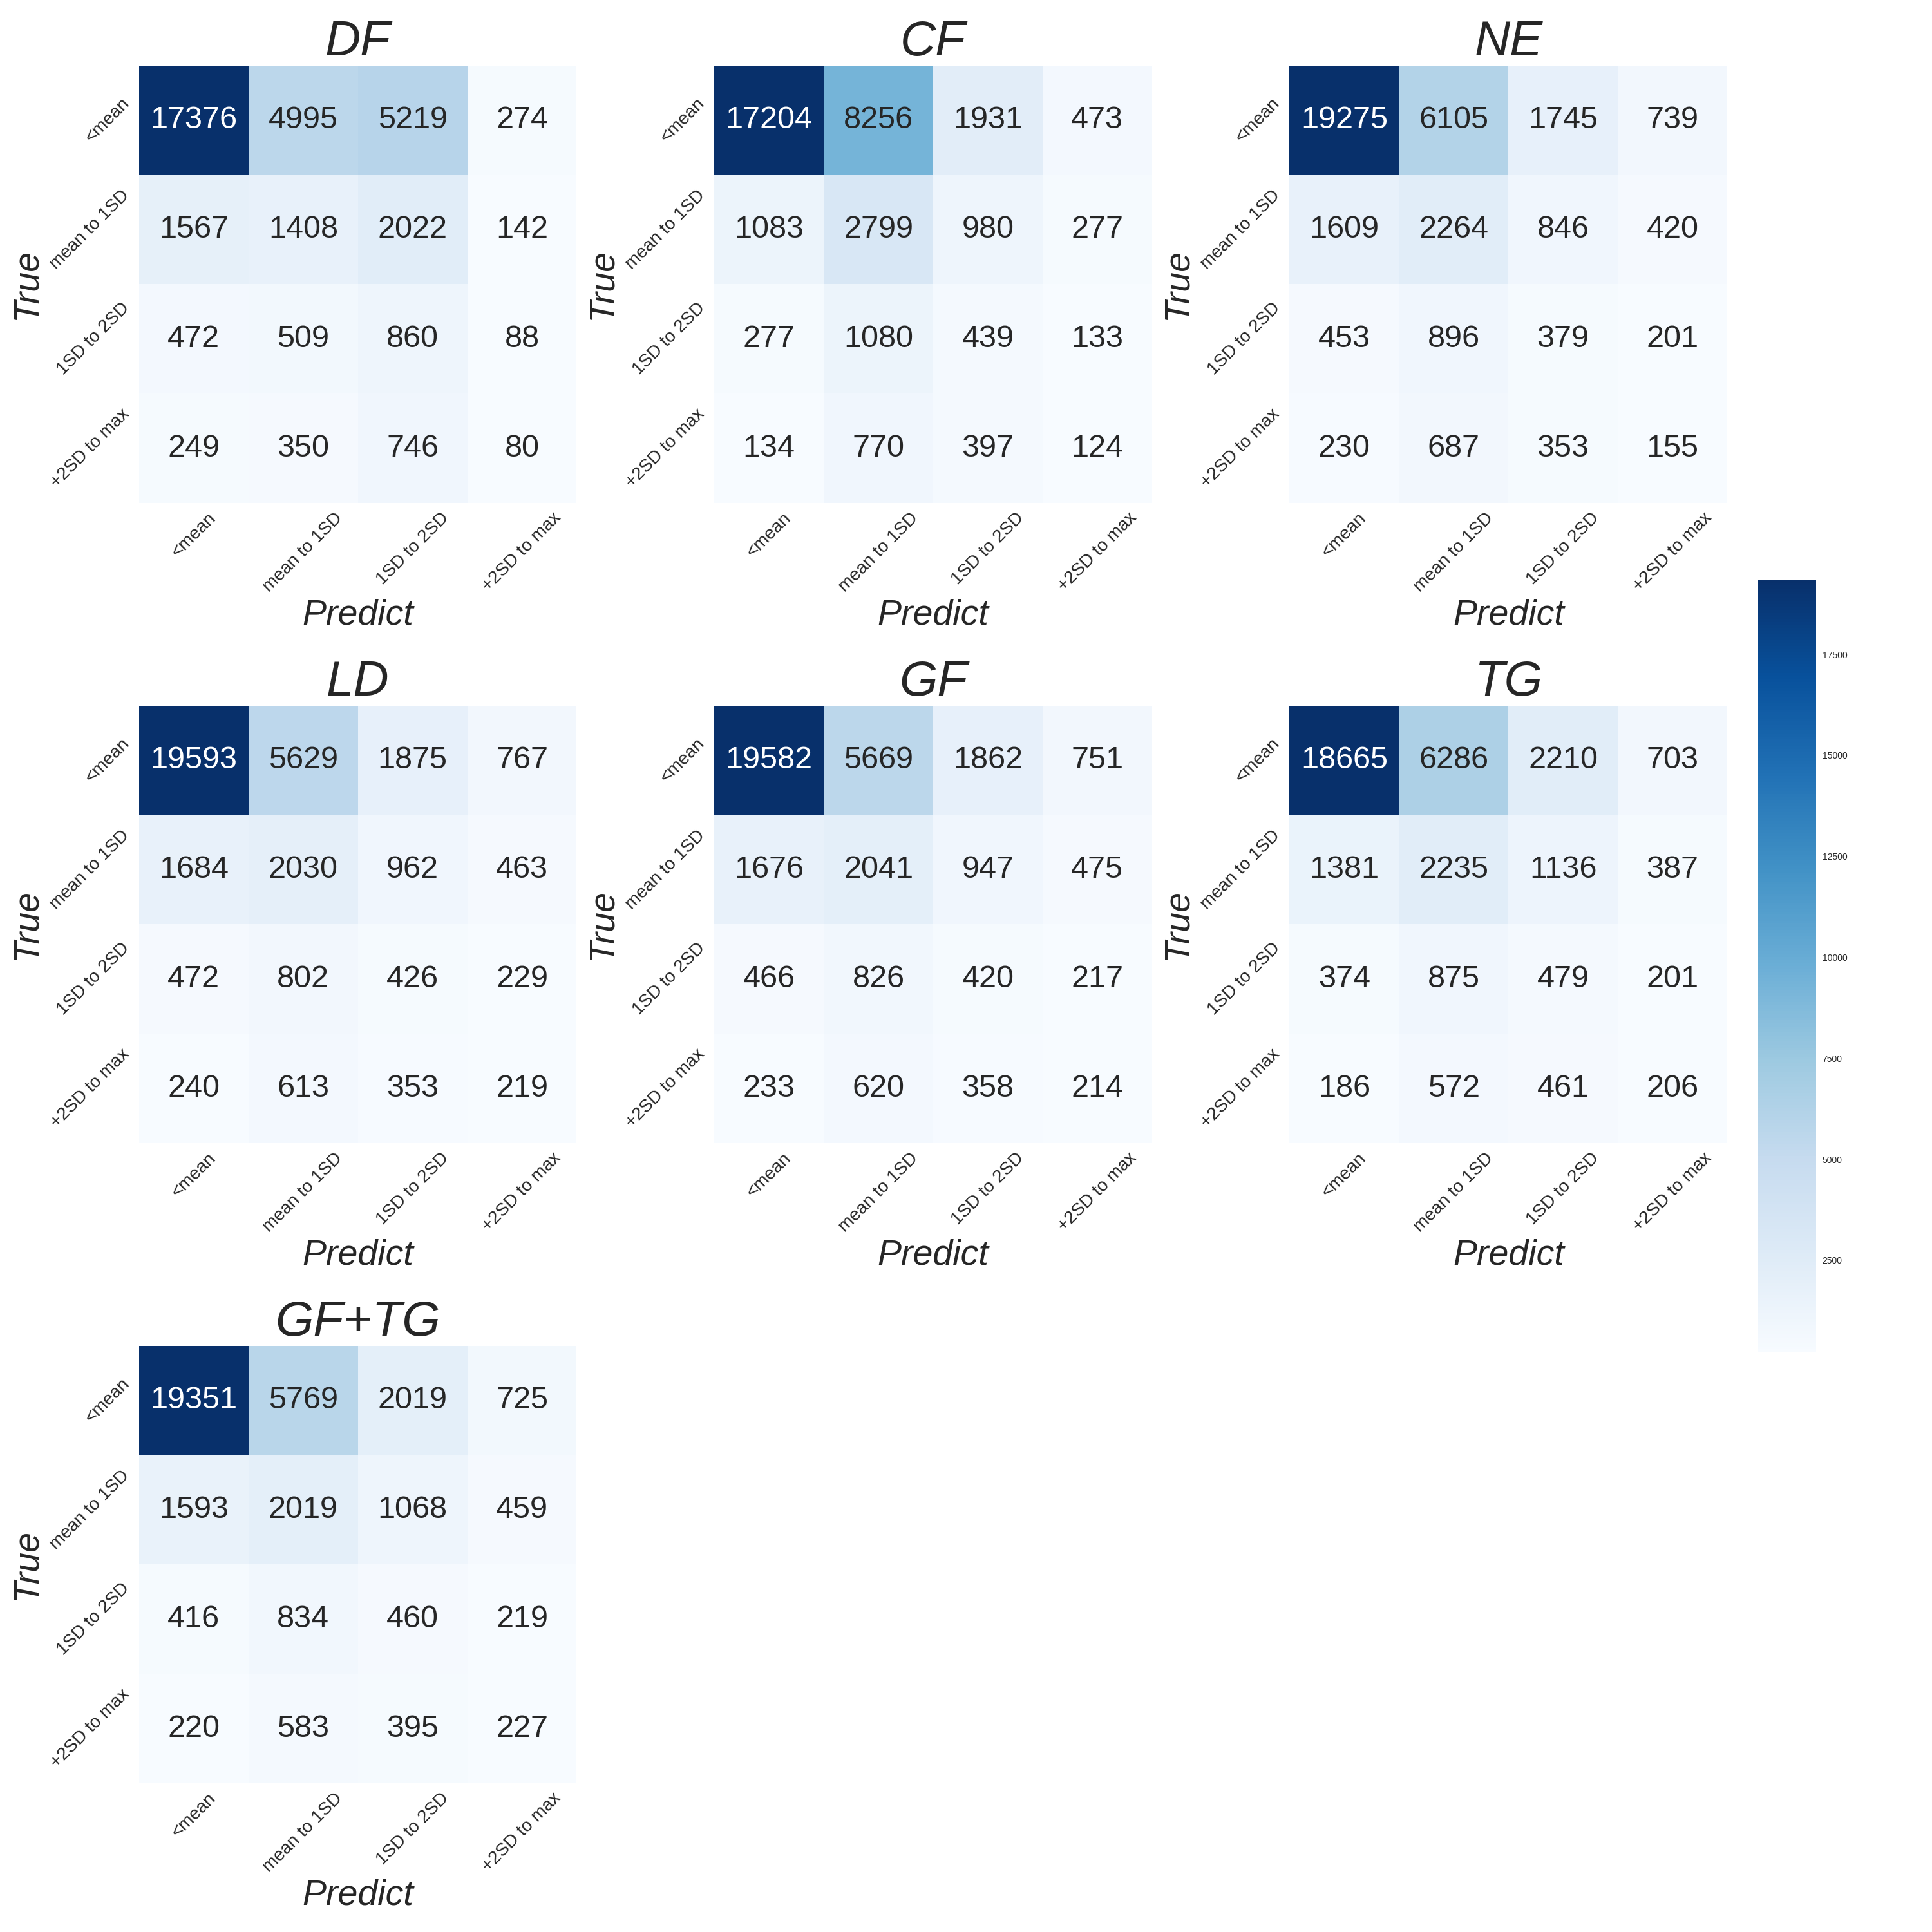 DF
True
<mean
17376 4995 5219 274
mean to 1SD
1567 1408 2022 142
1SD to 2SD
472 509 860 88
+2SD to max
249 350 746 80
<mean mean to 1SD 1SD to 2SD +2SD to max
Predict
CF
True
<mean
17204 8256 1931 473
mean to 1SD
1083 2799 980 277
1SD to 2SD
277 1080 439 133
+2SD to max
134 770 397 124
<mean mean to 1SD 1SD to 2SD +2SD to max
Predict
NE
True
<mean
19275 6105 1745 739
mean to 1SD
1609 2264 846 420
1SD to 2SD
453 896 379 201
+2SD to max
230 687 353 155
<mean mean to 1SD 1SD to 2SD +2SD to max
Predict
LD
True
<mean
19593 5629 1875 767
mean to 1SD
1684 2030 962 463
1SD to 2SD
472 802 426 229
+2SD to max
240 613 353 219
<mean mean to 1SD 1SD to 2SD +2SD to max
Predict
GF
True
<mean
19582 5669 1862 751
mean to 1SD
1676 2041 947 475
1SD to 2SD
466 826 420 217
+2SD to max
233 620 358 214
<mean mean to 1SD 1SD to 2SD +2SD to max
Predict
TG
True
<mean
18665 6286 2210 703
mean to 1SD
1381 2235 1136 387
1SD to 2SD
374 875 479 201
+2SD to max
186 572 461 206
<mean mean to 1SD 1SD to 2SD +2SD to max
Predict
17500
15000
12500
10000
7500
5000
2500
GF+TG
True
<mean
19351 5769 2019 725
mean to 1SD
1593 2019 1068 459
1SD to 2SD
416 834 460 219
+2SD to max
220 583 395 227
<mean mean to 1SD 1SD to 2SD +2SD to max
Predict